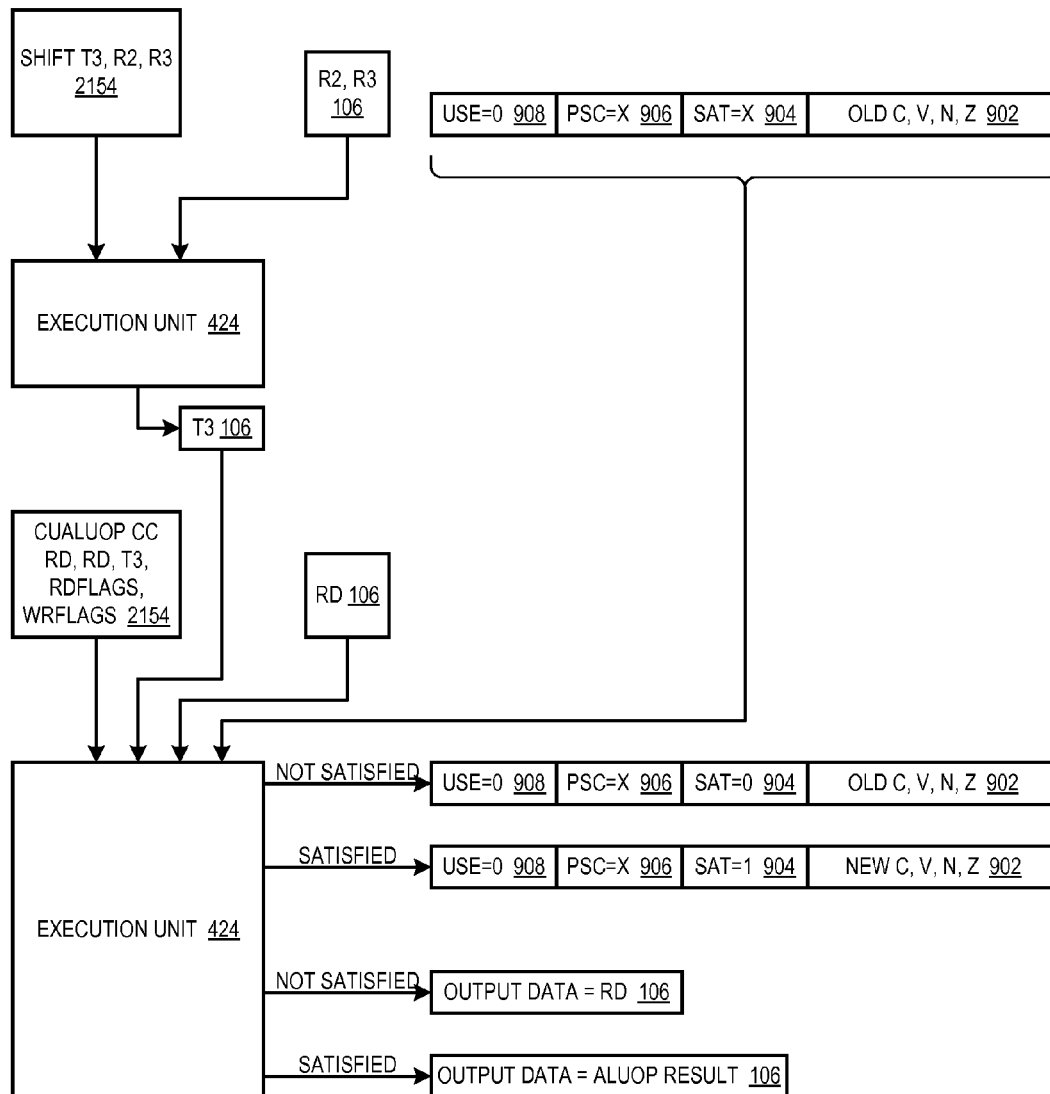 SHIFT T3, R2, R3
2154
R2, R3
106
USE=0 908 PSC=X 906 SAT=X 904 OLD C, V, N, Z 902
EXECUTION UNIT 424
T3 106
CUALUOP CC
RD, RD, T3,
RDFLAGS,
WRFLAGS 2154
RD 106
NOT SATISFIED
USE=0 908 PSC=X 906 SAT=0 904 OLD C, V, N, Z 902
SATISFIED
USE=0 908 PSC=X 906 SAT=1 904 NEW C, V, N, Z 902
EXECUTION UNIT 424
NOT SATISFIED
OUTPUT DATA = RD 106
SATISFIED
OUTPUT DATA = ALUOP RESULT 106